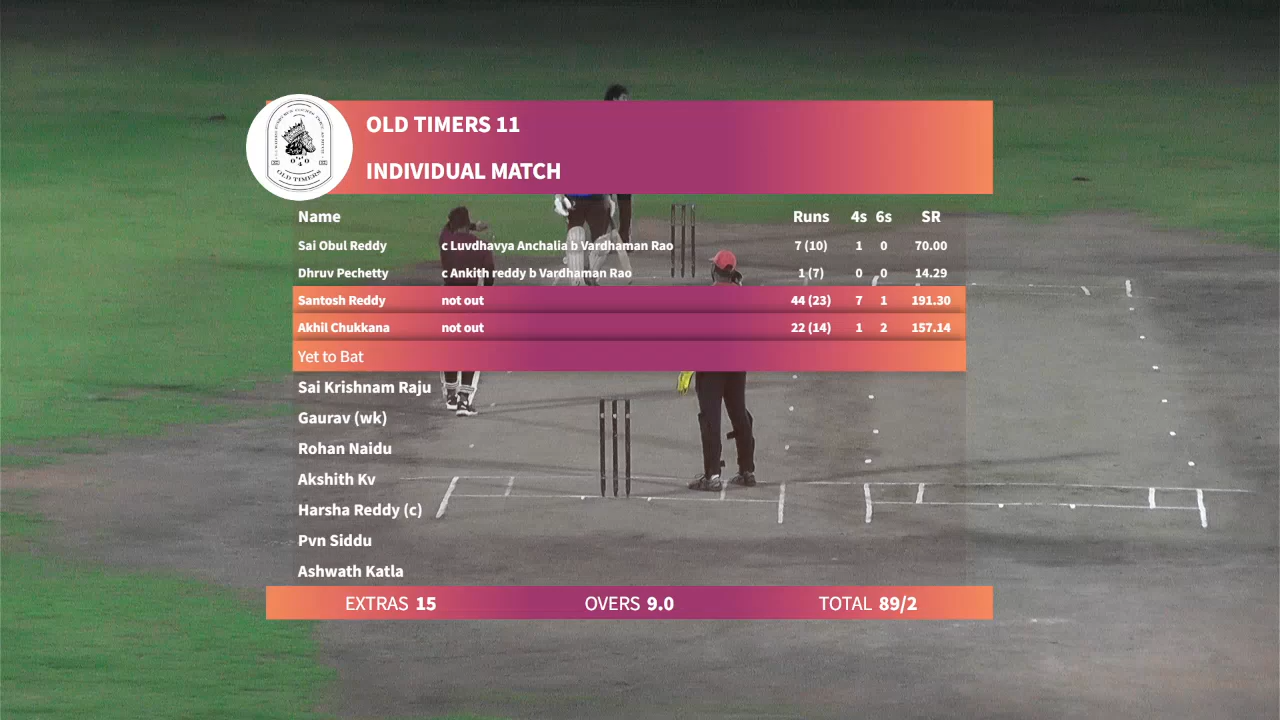 OLD TIMERS 11
INDIVIDUAL MATCH
OLD TIMERS
Name Runs 4s 6s SR
Sai Obul Reddy c Luvdhavya Anchalia b Vardhaman Rao 7 (10) 1 0 70.00
Dhruv Pechetty c Ankith reddy b Vardhaman Rao 1 (7) 0 0 14.29
Santosh Reddy not out 44 (23) 7 1 191.30
Akhil Chukkana not out 22 (14) 1 2 157.14
Yet to Bat
Sai Krishnam Raju
Gaurav (wk)
Rohan Naidu
Akshith Kv
Harsha Reddy (c)
Pvn Siddu
Ashwath Katla
EXTRAS 15 OVERS 9.0 TOTAL 89/2